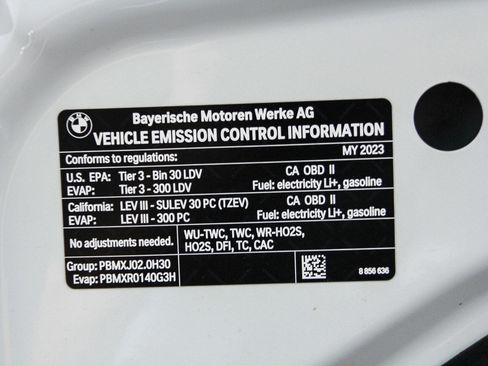 BMW
Bayerische Motoren Werke AG
VEHICLE EMISSION CONTROL INFORMATION
Conforms to regulations: MY 2023
U.S. EPA: Tier 3 - Bin 30 LDV CA OBD II
EVAP: Tier 3 - 300 LDV Fuel: electricity Li+, gasoline
California: LEV III - SULEV 30 PC (TZEV) CA OBD II
EVAP: LEV III - 300 PC Fuel: electricity Li+, gasoline
No adjustments needed. WU-TWC, TWC, WR-HO2S,
HO2S, DFI, TC, CAC
Group: PBMXJ02.0H30
Evap: PBMXR0140G3H 8 856 636